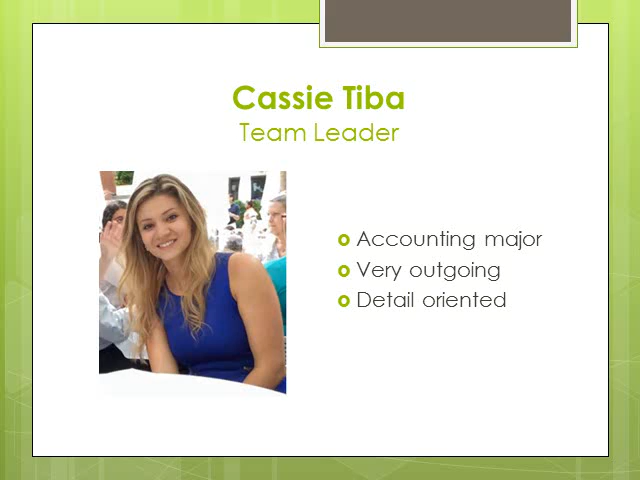 Cassie Tiba
Team Leader
Accounting major
Very outgoing
Detail oriented